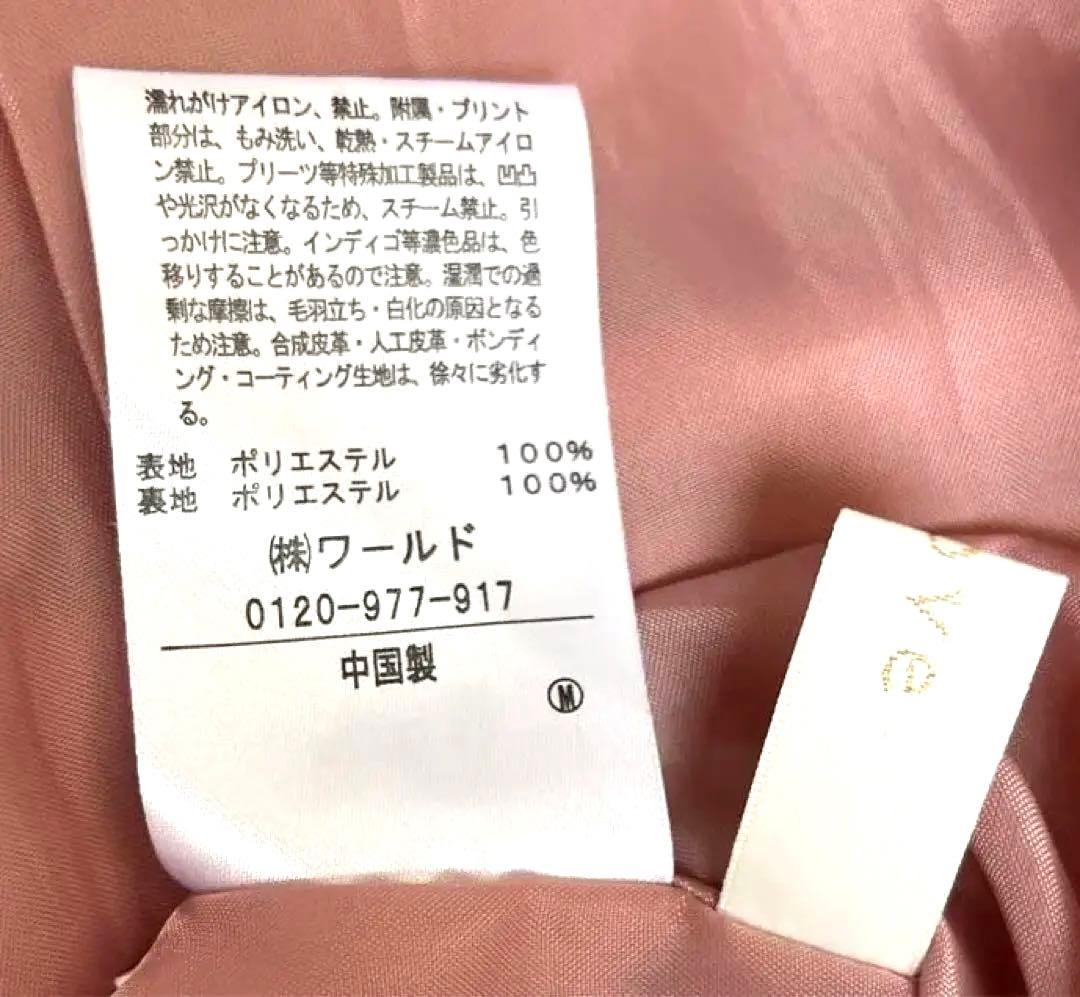 濡れがけアイロン、禁止。附属・プリント
部分は、もみ洗い、乾熱・スチームアイロ
ン禁止。プリーツ等特殊加工製品は、凹凸
や光沢がなくなるため、スチーム禁止。引
っかけに注意。インディゴ等濃色品は、色
移りすることがあるので注意。湿潤での過
剰な摩擦は、毛羽立ち・白化の原因となる
ため注意。合成皮革・人工皮革・ボンディ
ング・コーティング生地は、徐々に劣化す
る。
表地 ポリエステル 100%
裏地 ポリエステル 100%
㈱ワールド
0120-977-917
中国製
Ⓜ
ve